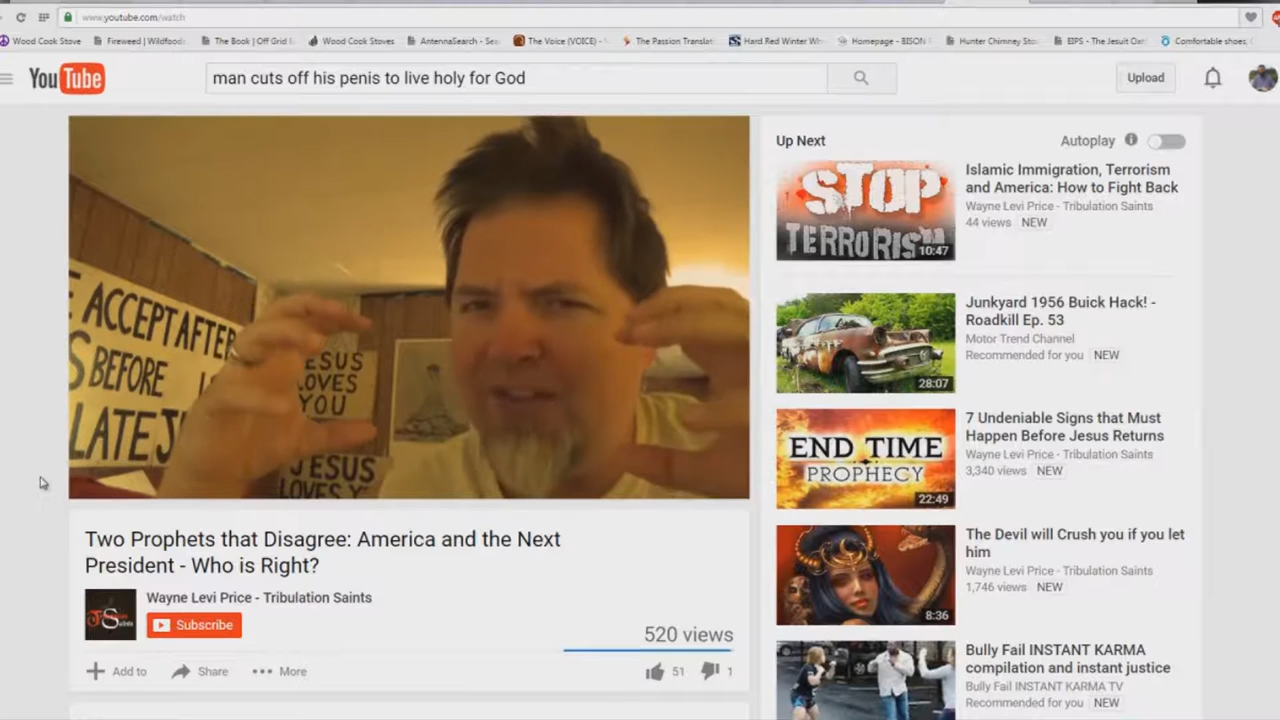 www.youtube.com/watch
Wood Cook Stove
Fireweed | Wildfoods
The Book | Off Grid
Wood Cook Stoves
AntennaSearch - Sea
The Voice (VOICE) -
The Passion Translat
Hard Red Winter Wh
Homepage - BISON
Hunter Chimney Sto
EIPS - The Jesuit Oat
Comfortable shoes,
YouTube
man cuts off his penis to live holy for God
Upload
E ACCEPT AFTER
S BEFORE
LATE J
JESUS
LOVES
YOU
JESUS
LOVES Y
Two Prophets that Disagree: America and the Next
President - Who is Right?
Wayne Levi Price - Tribulation Saints
Subscribe
520 views
Add to
Share
More
51
1
Up Next
Autoplay
STOP
TERRORISM
10:47
Islamic Immigration, Terrorism
and America: How to Fight Back
Wayne Levi Price - Tribulation Saints
44 views NEW
28:07
Junkyard 1956 Buick Hack! -
Roadkill Ep. 53
Motor Trend Channel
Recommended for you NEW
END TIME
PROPHECY
22:49
7 Undeniable Signs that Must
Happen Before Jesus Returns
Wayne Levi Price - Tribulation Saints
3,340 views NEW
8:36
The Devil will Crush you if you let
him
Wayne Levi Price - Tribulation Saints
1,746 views NEW
Bully Fail INSTANT KARMA
compilation and instant justice
Bully Fail INSTANT KARMA TV
Recommended for you NEW